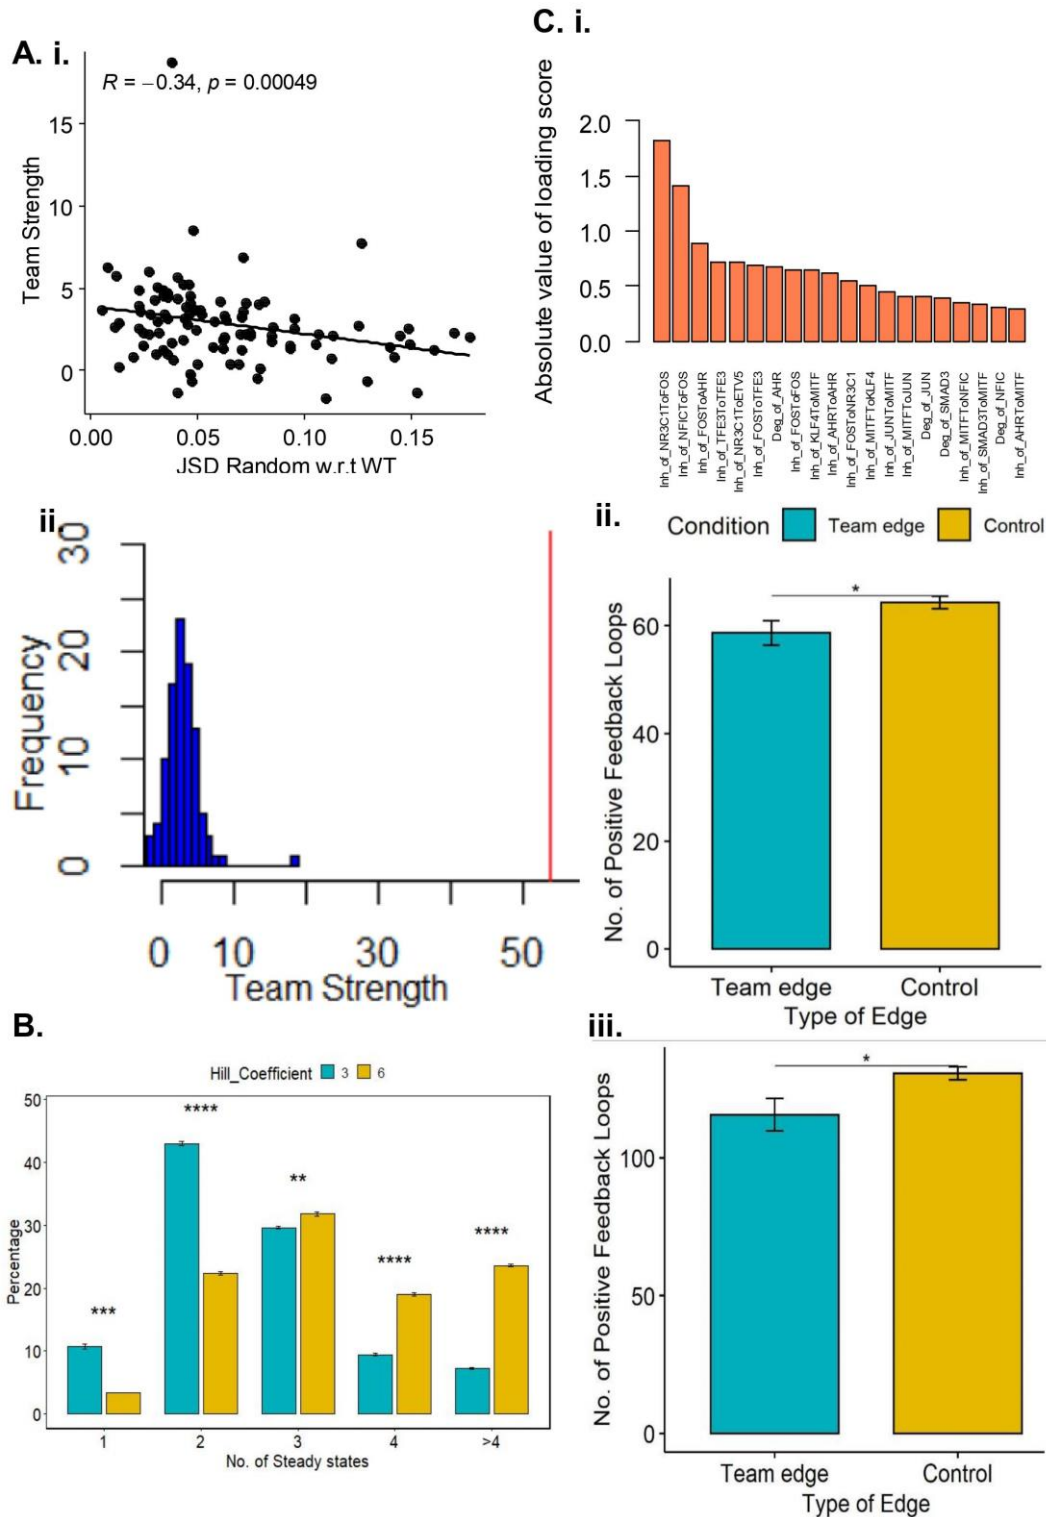 A. i.
R = −0.34, p = 0.00049
Team Strength
15
10
5
0
0.00 0.05 0.10 0.15
JSD Random w.r.t WT
ii.
Frequency
30
20
10
0
0 10 30 50
Team Strength
B.
Hill_Coefficient 3 6
Percentage
50
40
30
20
10
0
***
****
**
****
****
1 2 3 4 >4
No. of Steady states
C. i.
Absolute value of loading score
2.0
1.5
1.0
0.5
0.0
Inh_of_NR3C1ToFOS
Inh_of_NFICToFOS
Inh_of_FOSToAHR
Inh_of_TFE3ToTFE3
Inh_of_NR3C1ToETV5
Inh_of_FOSToTFE3
Deg_of_AHR
Inh_of_FOSToFOS
Inh_of_KLF4ToMITF
Inh_of_AHRToAHR
Inh_of_FOSToNR3C1
Inh_of_MITFToKLF4
Inh_of_JUNToMITF
Inh_of_MITFToJUN
Deg_of_JUN
Deg_of_SMAD3
Inh_of_MITFToNFIC
Inh_of_SMAD3ToMITF
Deg_of_NFIC
Inh_of_AHRToMITF
ii.
Condition Team edge Control
No. of Positive Feedback Loops
60
40
20
0
*
Team edge Control
Type of Edge
iii.
No. of Positive Feedback Loops
100
50
0
*
Team edge Control
Type of Edge